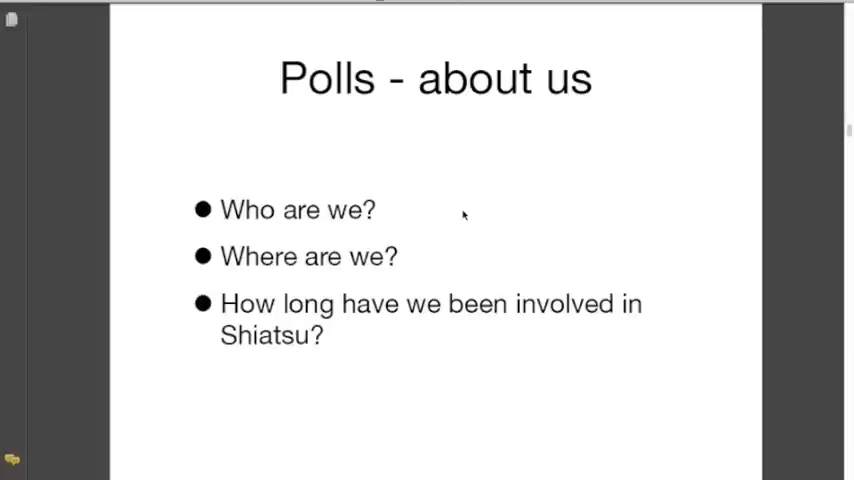 Polls - about us
● Who are we?
● Where are we?
● How long have we been involved in
Shiatsu?